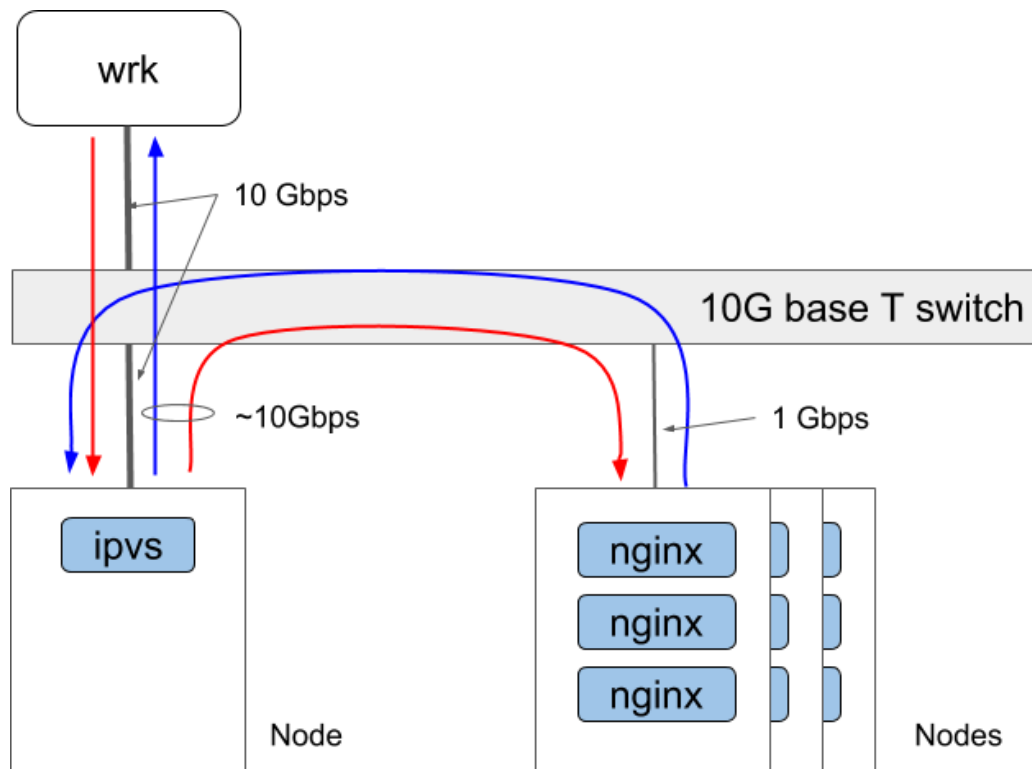 wrk
10 Gbps
10G base T switch
~10Gbps
1 Gbps
ipvs
nginx
nginx
nginx
Node
Nodes